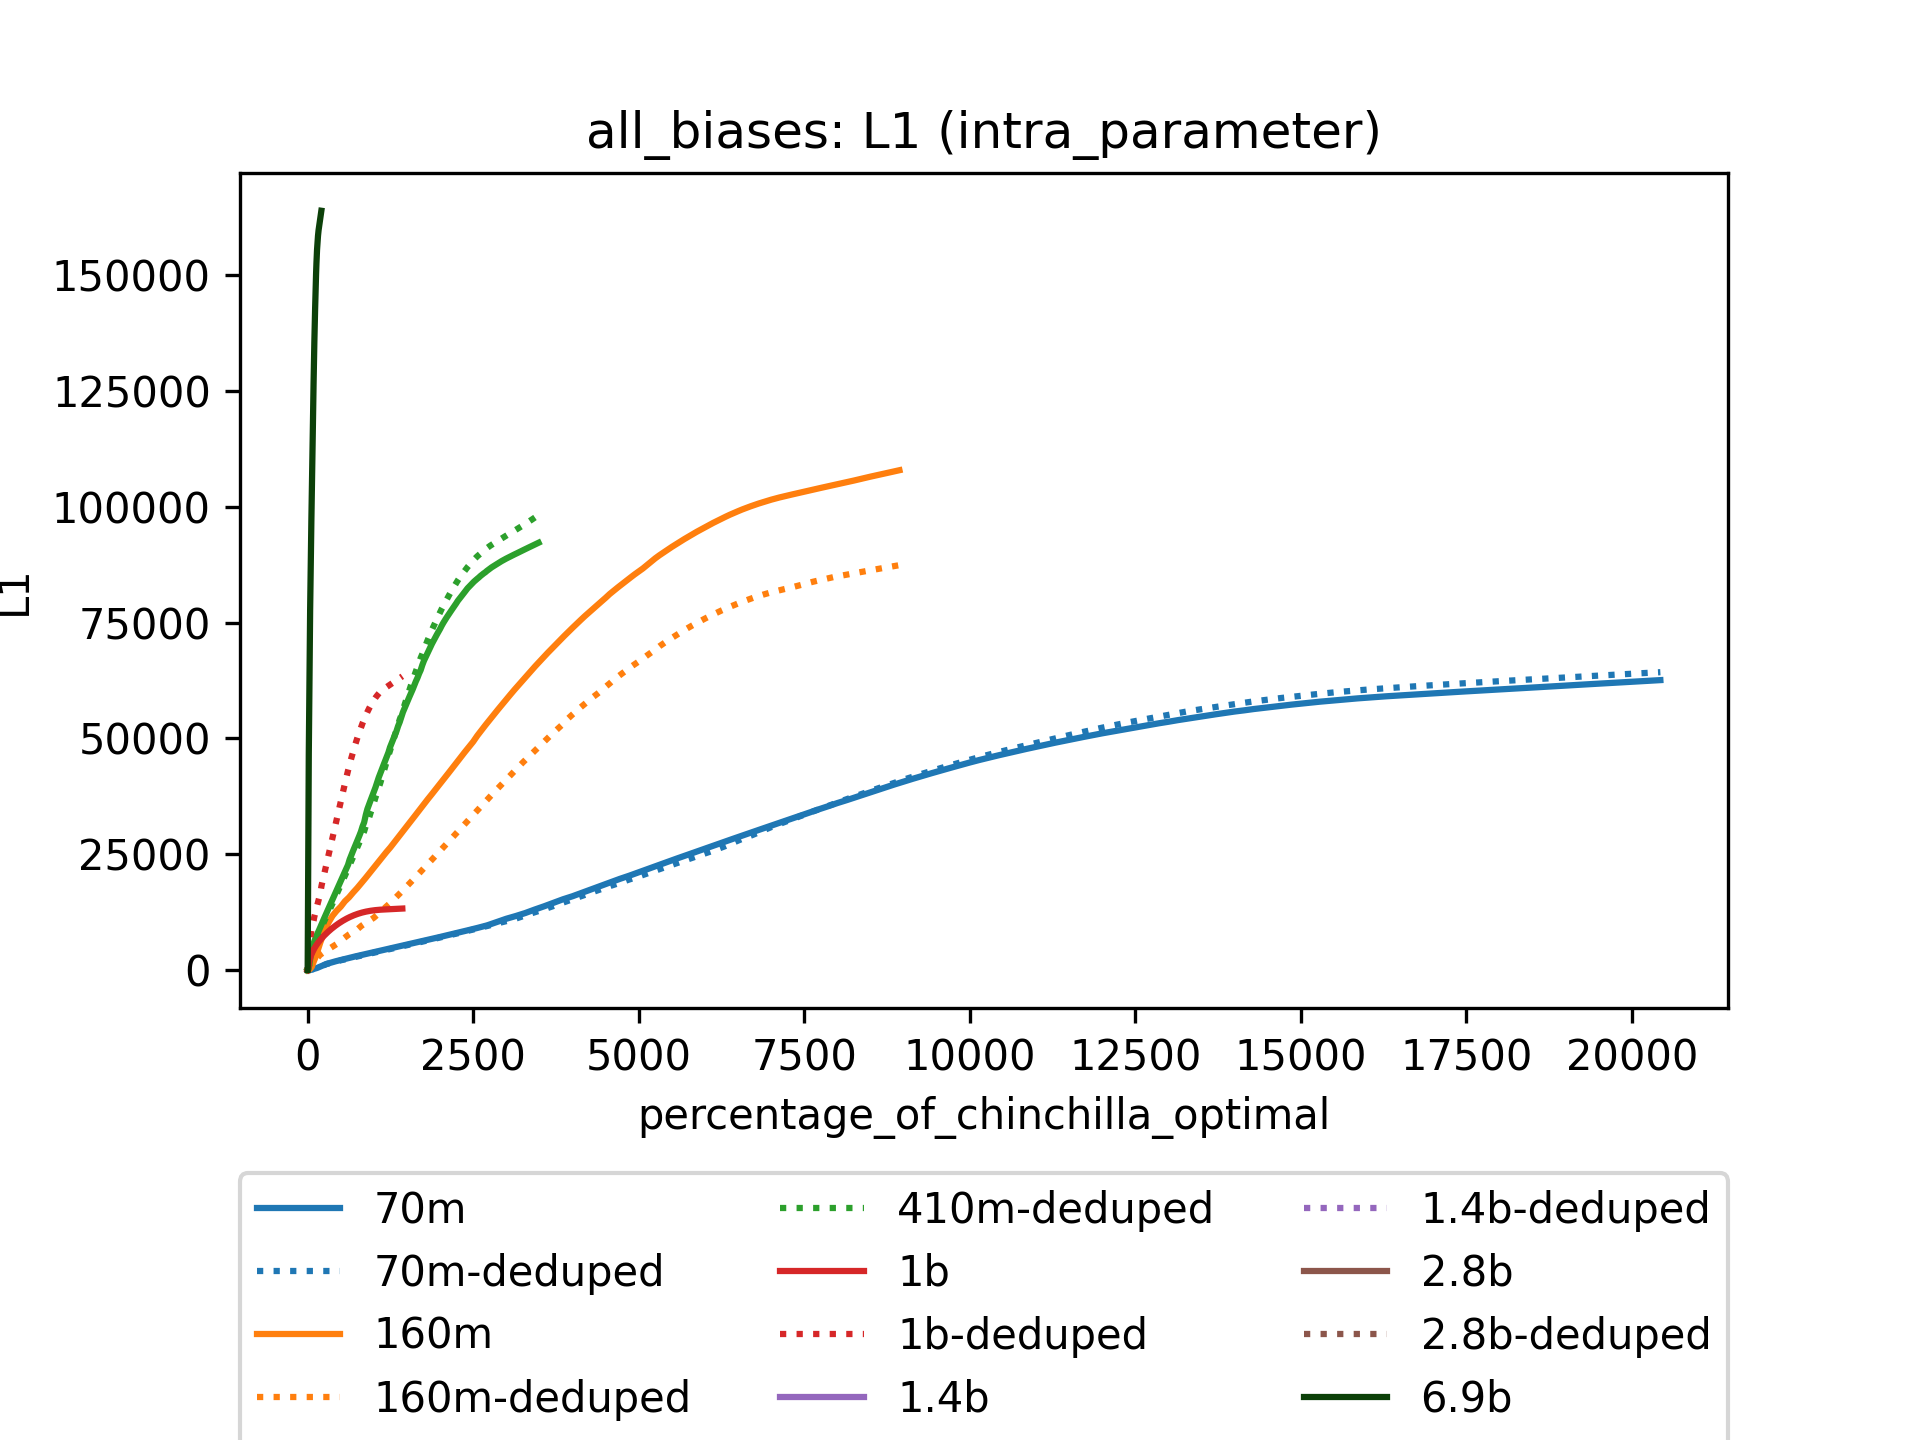 all_biases: L1 (intra_parameter)
150000
125000
100000
75000
50000
25000
0
L1
0 2500 5000 7500 10000 12500 15000 17500 20000
percentage_of_chinchilla_optimal
70m
70m-deduped
160m
160m-deduped
410m-deduped
1b
1b-deduped
1.4b
1.4b-deduped
2.8b
2.8b-deduped
6.9b